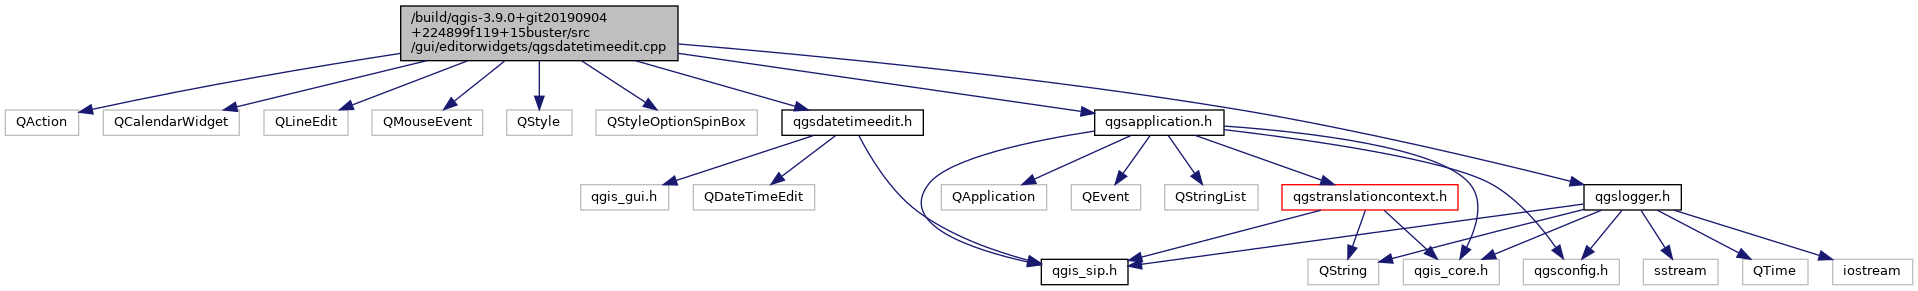 /build/qgis-3.9.0+git20190904
+224899f119+15buster/src
/gui/editorwidgets/qgsdatetimeedit.cpp
QAction
QCalendarWidget
QLineEdit
QMouseEvent
QStyle
QStyleOptionSpinBox
qgsdatetimeedit.h
qgsapplication.h
qgis_gui.h
QDateTimeEdit
QApplication
QEvent
QStringList
qgstranslationcontext.h
qgslogger.h
qgis_sip.h
QString
qgis_core.h
qgsconfig.h
sstream
QTime
iostream